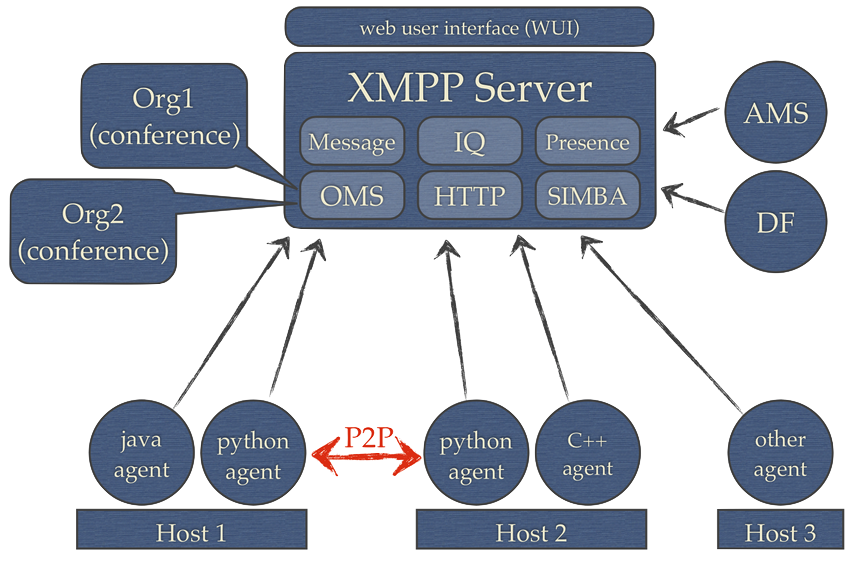 web user interface (WUI)
XMPP Server
Org1
(conference)
Message
IQ
Presence
AMS
OMS
HTTP
SIMBA
Org2
(conference)
DF
java
agent
python
agent
P2P
python
agent
C++
agent
other
agent
Host 1
Host 2
Host 3